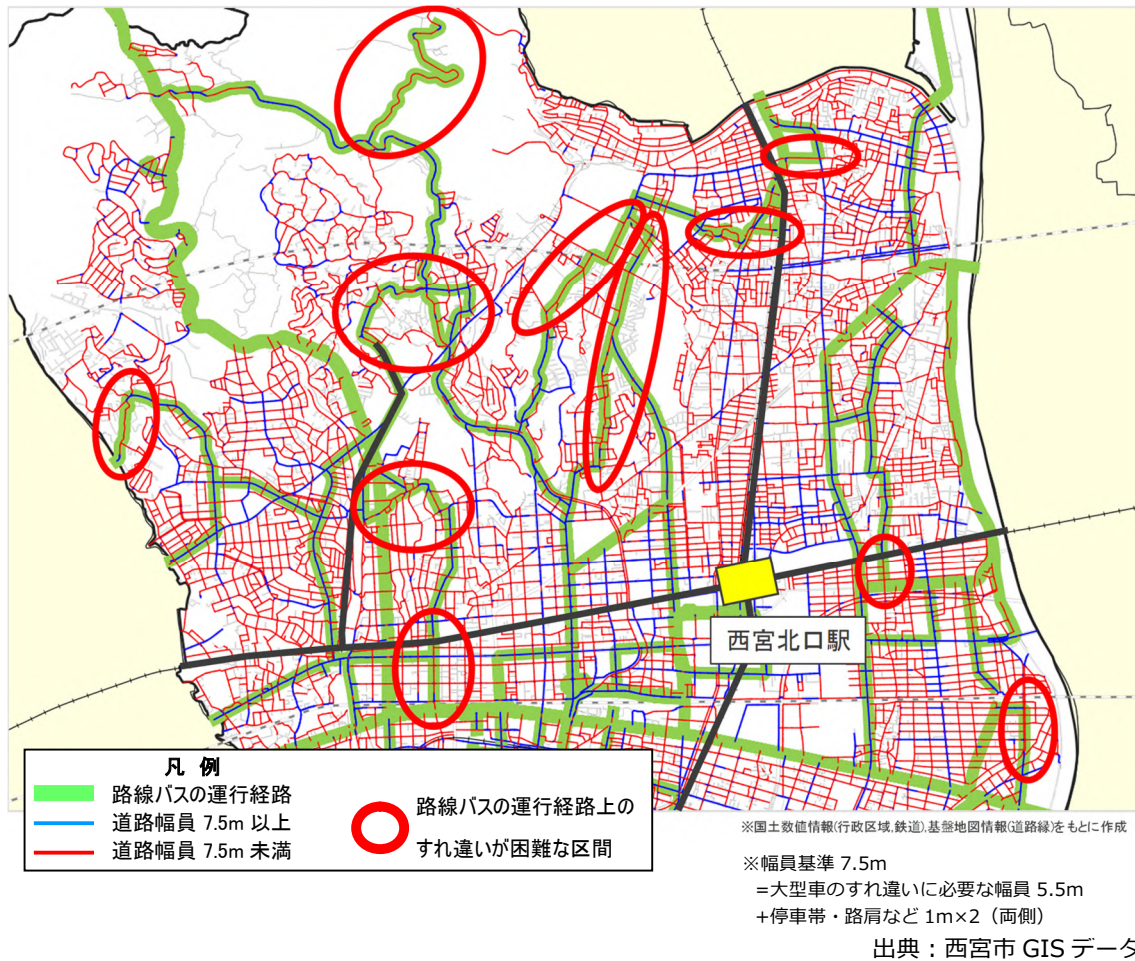 西宮北口駅
凡 例
路線バスの運行経路
道路幅員 7.5m 以上
道路幅員 7.5m 未満
路線バスの運行経路上の
すれ違いが困難な区間
※国土数値情報(行政区域,鉄道),基盤地図情報(道路縁)をもとに作成
※幅員基準 7.5m
=大型車のすれ違いに必要な幅員 5.5m
+停車帯・路肩など 1m×2（両側）
出典：西宮市 GIS データ